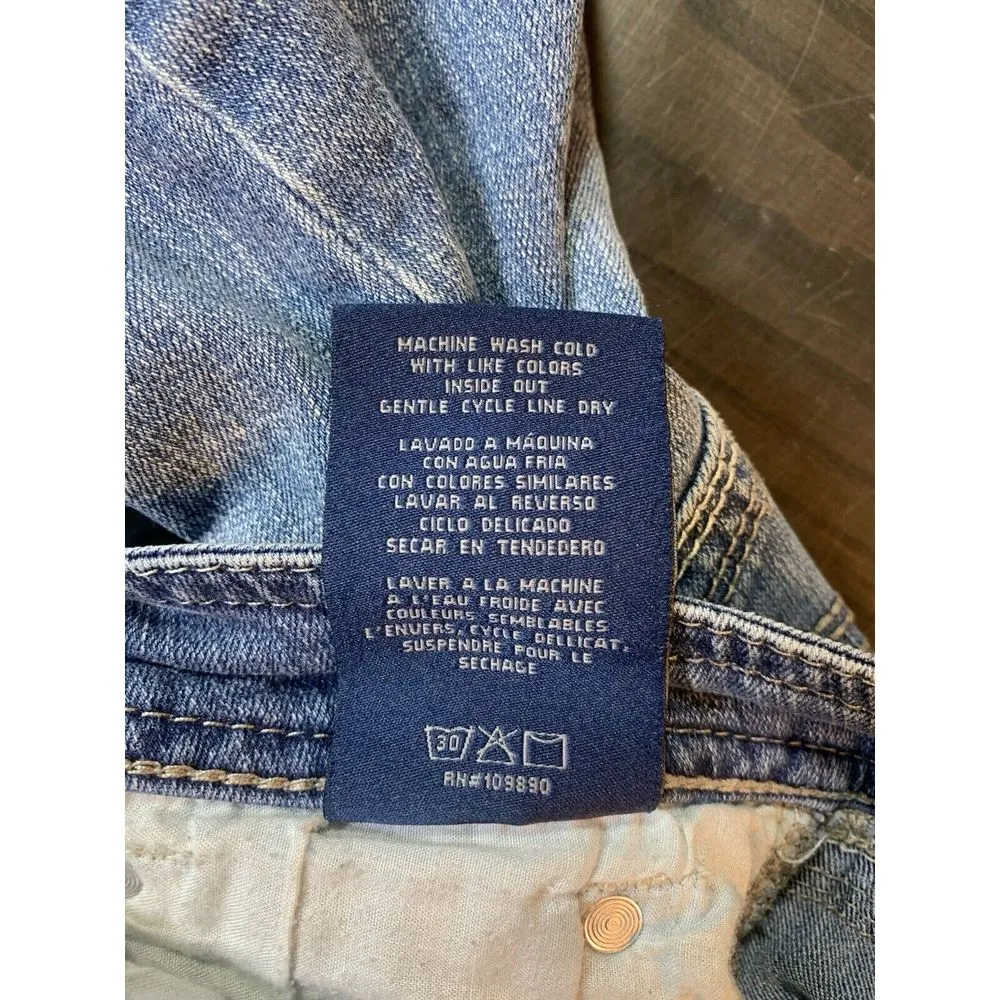 MACHINE WASH COLD
WITH LIKE COLORS
INSIDE OUT
GENTLE CYCLE LINE DRY
LAVADO A MÁQUINA
CON AGUA FRIA
CON COLORES SIMILARES
LAVAR AL REVERSO
CICLO DELICADO
SECAR EN TENDEDERO
LAVER A LA MACHINE
A L'EAU FROIDE AVEC
COULEURS SEMBLABLES
L'ENVERS, CYCLE DELLICAT,
SUSPENDRE POUR LE
SECHAGE
30
RN#109890